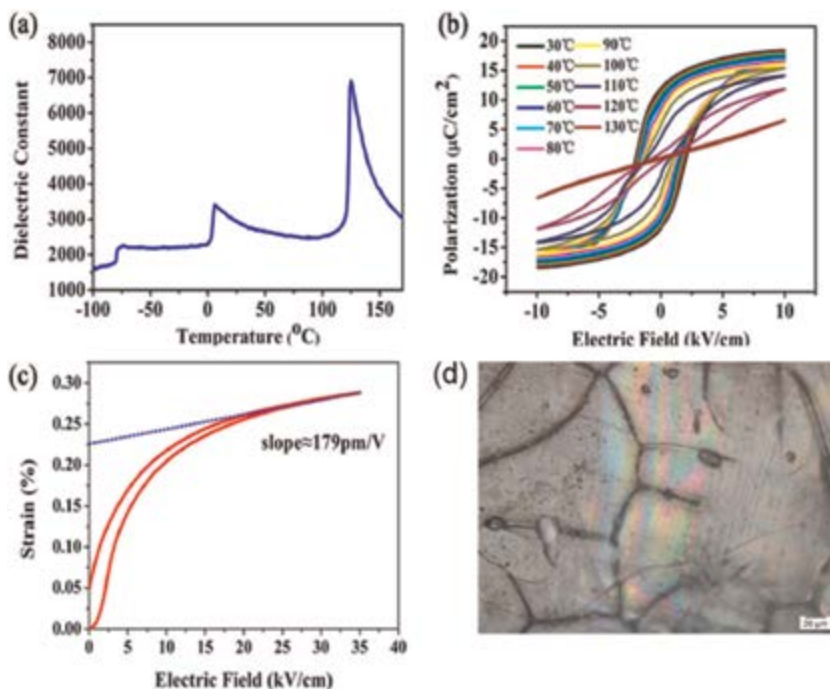 (a)
8000
7000
6000
5000
4000
3000
2000
1000
Dielectric Constant
-100 -50 0 50 100 150
Temperature (⁰C)
(b)
20
15
10
5
0
-5
-10
-15
-20
Polarization (μC/cm²)
30℃ 90℃
40℃ 100℃
50℃ 110℃
60℃ 120℃
70℃ 130℃
80℃
-10 -5 0 5 10
Electric Field (kV/cm)
(c)
0.30
0.25
0.20
0.15
0.10
0.05
0.00
Strain (%)
slope≈179pm/V
0 5 10 15 20 25 30 35 40
Electric Field (kV/cm)
(d)
20 μm